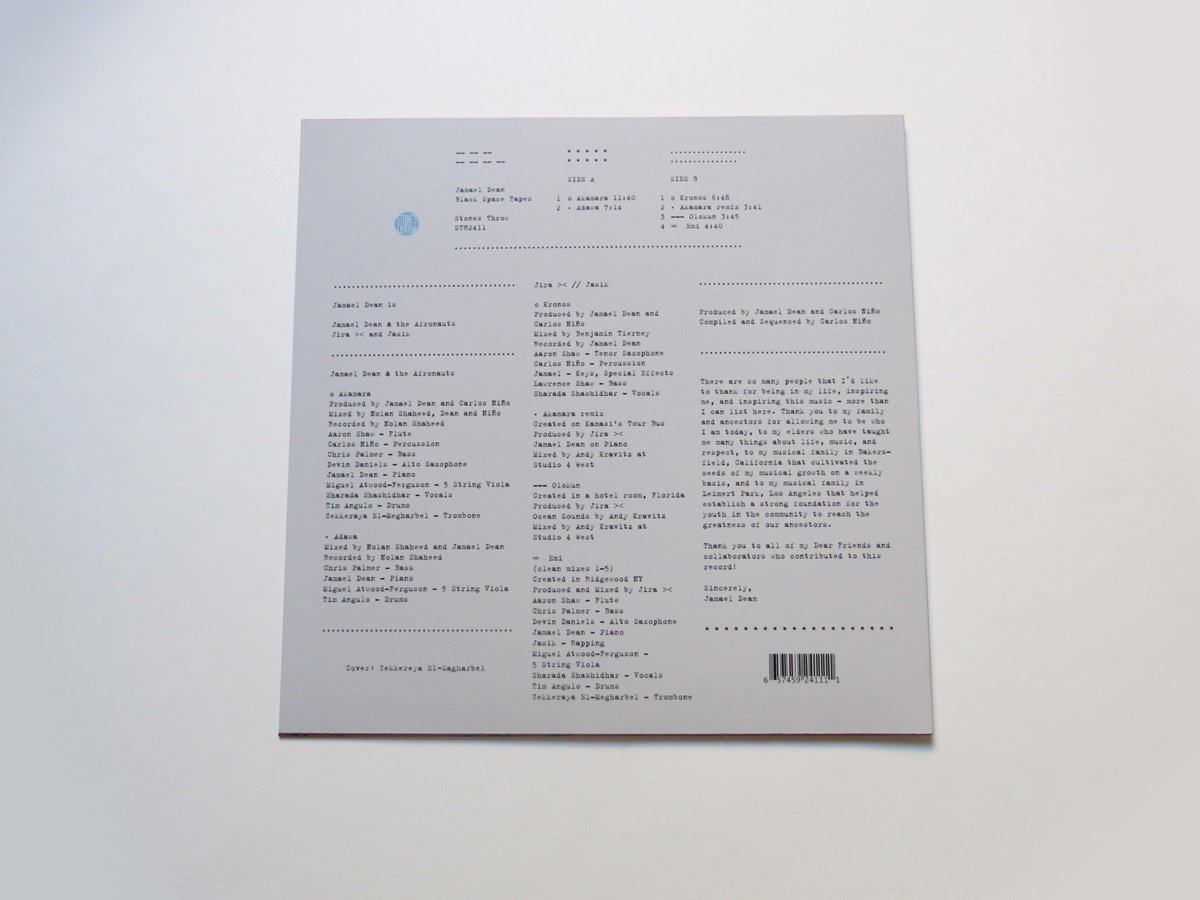 SIDE A
SIDE B
Jamael Dean
Black Space Tapes
Stones Throw
STH2411
1 o Akamara 11:40
2 · Adawa 7:14
1 o Kronos 6:48
2 · Akamara remix 3:41
3 --- Olokun 3:45
4 ∞ Emi 4:40
STONES THROW
Jamael Dean is
Jamael Dean & the Afronauts
Jira >< and Jasik
Jamael Dean & the Afronauts
o Akamara
Produced by Jamael Dean and Carlos Niño
Mixed by Nolan Shaheed, Dean and Niño
Recorded by Nolan Shaheed
Aaron Shaw - Flute
Carlos Niño - Percussion
Chris Palmer - Bass
Devin Daniels - Alto Saxophone
Jamael Dean - Piano
Miguel Atwood-Ferguson - 5 String Viola
Sharada Shashidhar - Vocals
Tim Angulo - Drums
Zekkeraya El-Megharbel - Trombone
· Adawa
Mixed by Nolan Shaheed and Jamael Dean
Recorded by Nolan Shaheed
Chris Palmer - Bass
Jamael Dean - Piano
Miguel Atwood-Ferguson - 5 String Viola
Tim Angulo - Drums
Cover: Zekkereya El-Magharbel
Jira >< // Jasik
o Kronos
Produced by Jamael Dean and
Carlos Niño
Mixed by Benjamin Tierney
Recorded by Jamael Dean
Aaron Shaw - Tenor Saxophone
Carlos Niño - Percussion
Jamael - Keys, Special Effects
Lawrence Shaw - Bass
Sharada Shashidhar - Vocals
· Akamara remix
Created on Kamasi's Tour Bus
Produced by Jira ><
Jamael Dean on Piano
Mixed by Andy Kravitz at
Studio 4 West
--- Olokun
Created in a hotel room, Florida
Produced by Jira ><
Ocean Sounds by Andy Kravitz
Mixed by Andy Kravitz at
Studio 4 West
∞ Emi
(clean mixes 1-5)
Created in Ridgewood NY
Produced and Mixed by Jira ><
Aaron Shaw - Flute
Chris Palmer - Bass
Devin Daniels - Alto Saxophone
Jamael Dean - Piano
Jasik - Rapping
Miguel Atwood-Ferguson -
5 String Viola
Sharada Shashidhar - Vocals
Tim Angulo - Drums
Zekkeraya El-Megharbel - Trombone
Produced by Jamael Dean and Carlos Niño
Compiled and Sequenced by Carlos Niño
There are so many people that I'd like
to thank for being in my life, inspiring
me, and inspiring this music - more than
I can list here. Thank you to my family
and ancestors for allowing me to be who
I am today, to my elders who have taught
me many things about life, music, and
respect, to my musical family in Bakers-
field, California that cultivated the
seeds of my musical growth on a weekly
basis, and to my musical family in
Leimert Park, Los Angeles that helped
establish a strong foundation for the
youth in the community to reach the
greatness of our ancestors.
Thank you to all of my Dear Friends and
collaborators who contributed to this
record!
Sincerely,
Jamael Dean
6 57459 24111 1